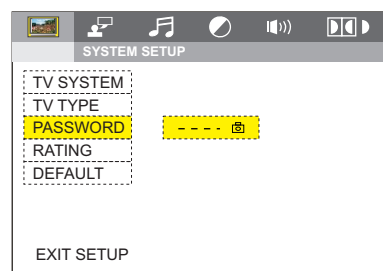 SYSTEM SETUP
TV SYSTEM
TV TYPE
PASSWORD - - - -
RATING
DEFAULT
EXIT SETUP